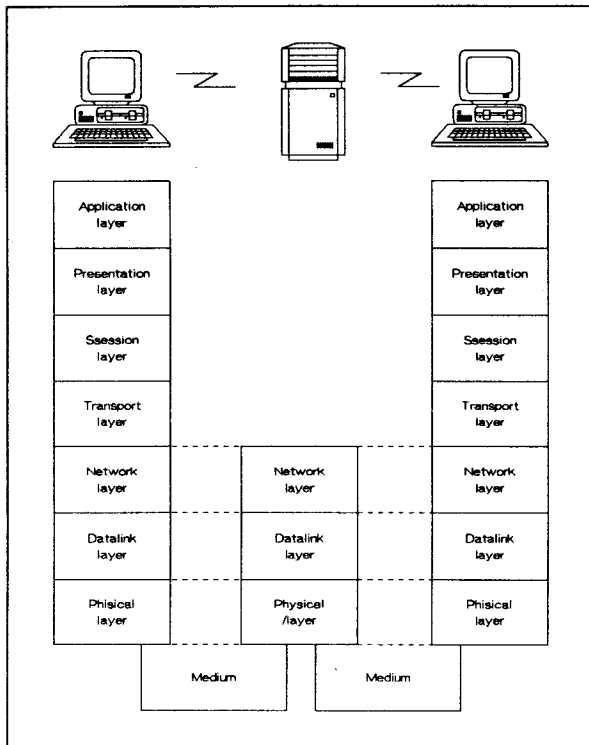 Application
layer
Application
layer
Presentation
layer
Presentation
layer
Ssession
layer
Ssession
layer
Transport
layer
Transport
layer
Network
layer
Network
layer
Network
layer
Datalink
layer
Datalink
layer
Datalink
layer
Phisical
layer
Physical
/layer
Phisical
layer
Medium
Medium